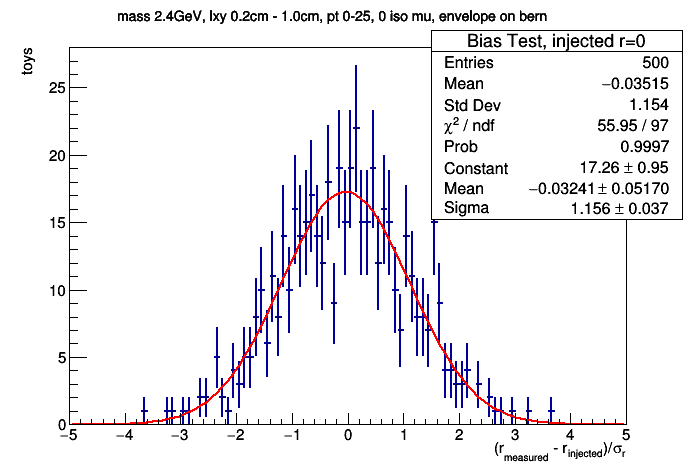 mass 2.4GeV, lxy 0.2cm - 1.0cm, pt 0-25, 0 iso mu, envelope on bern
toys
Bias Test, injected r=0
Entries 500
Mean −0.03515
Std Dev 1.154
χ² / ndf 55.95 / 97
Prob 0.9997
Constant 17.26 ± 0.95
Mean −0.03241 ± 0.05170
Sigma 1.156 ± 0.037
25
20
15
10
5
0
−5 −4 −3 −2 −1 0 1 2 3 4 5
(r_measured - r_injected)/σ_r